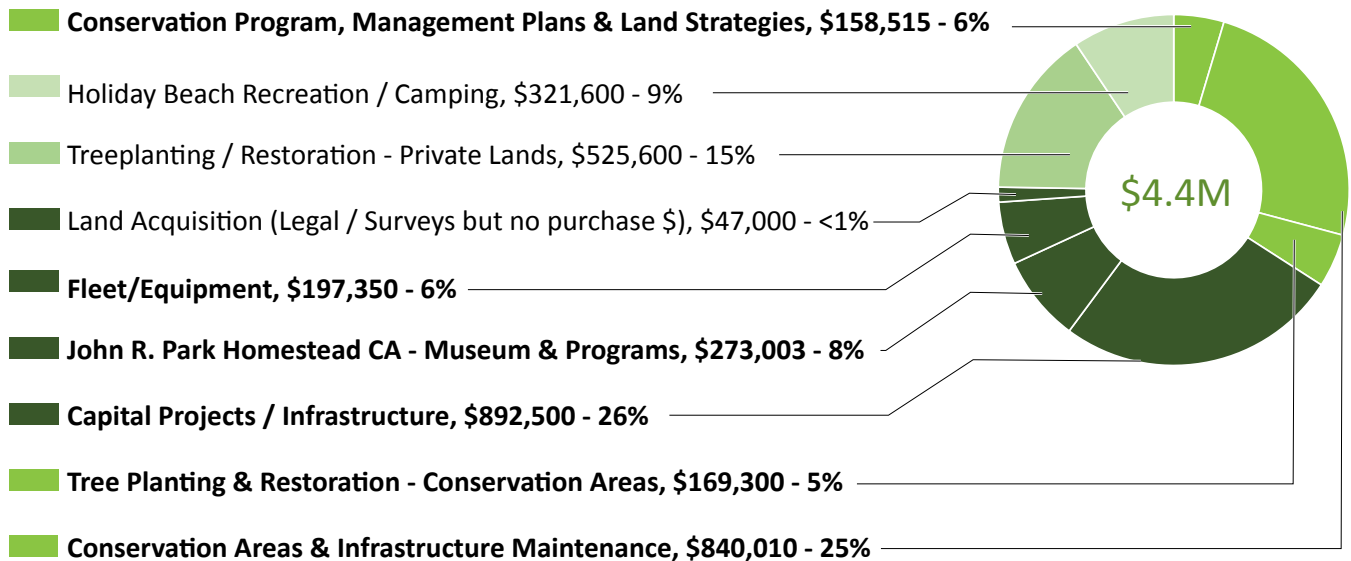 Conservation Program, Management Plans & Land Strategies, $158,515 - 6%
Holiday Beach Recreation / Camping, $321,600 - 9%
Treeplanting / Restoration - Private Lands, $525,600 - 15%
$4.4M
Land Acquisition (Legal / Surveys but no purchase $), $47,000 - <1%
Fleet/Equipment, $197,350 - 6%
John R. Park Homestead CA - Museum & Programs, $273,003 - 8%
Capital Projects / Infrastructure, $892,500 - 26%
Tree Planting & Restoration - Conservation Areas, $169,300 - 5%
Conservation Areas & Infrastructure Maintenance, $840,010 - 25%